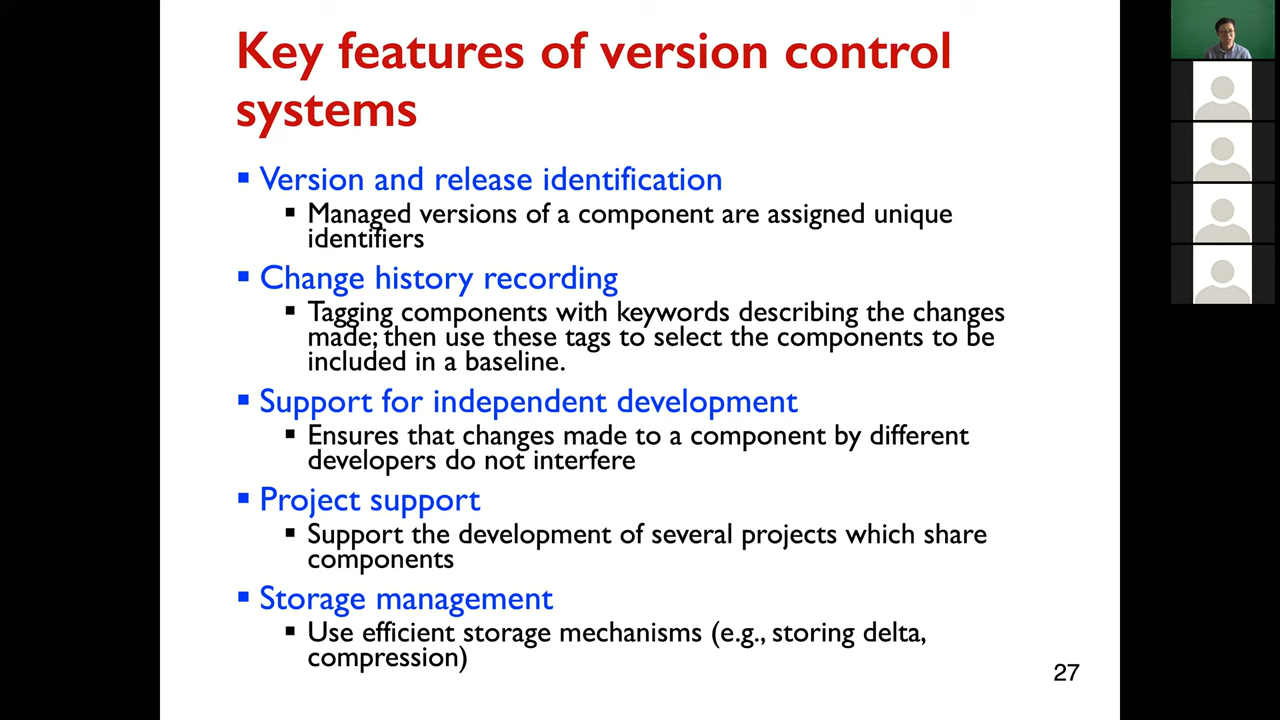 Key features of version control
systems
▪ Version and release identification
▪ Managed versions of a component are assigned unique
identifiers
▪ Change history recording
▪ Tagging components with keywords describing the changes
made; then use these tags to select the components to be
included in a baseline.
▪ Support for independent development
▪ Ensures that changes made to a component by different
developers do not interfere
▪ Project support
▪ Support the development of several projects which share
components
▪ Storage management
▪ Use efficient storage mechanisms (e.g., storing delta,
compression)
27